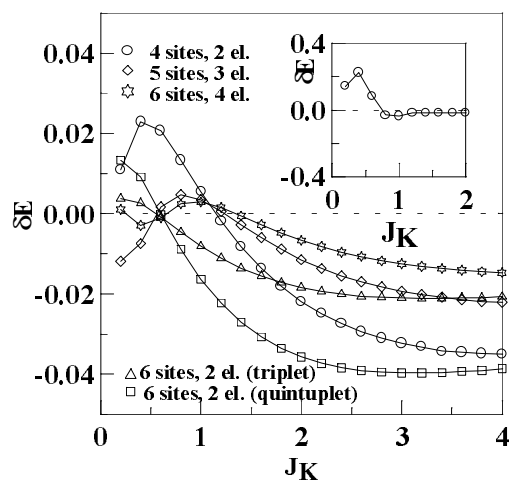 0.04
0.02
0.00
-0.02
-0.04
δE
4 sites, 2 el.
5 sites, 3 el.
6 sites, 4 el.
0.4
0.0
-0.4
δE
0
1
2
J_K
6 sites, 2 el. (triplet)
6 sites, 2 el. (quintuplet)
0
1
2
3
4
J_K